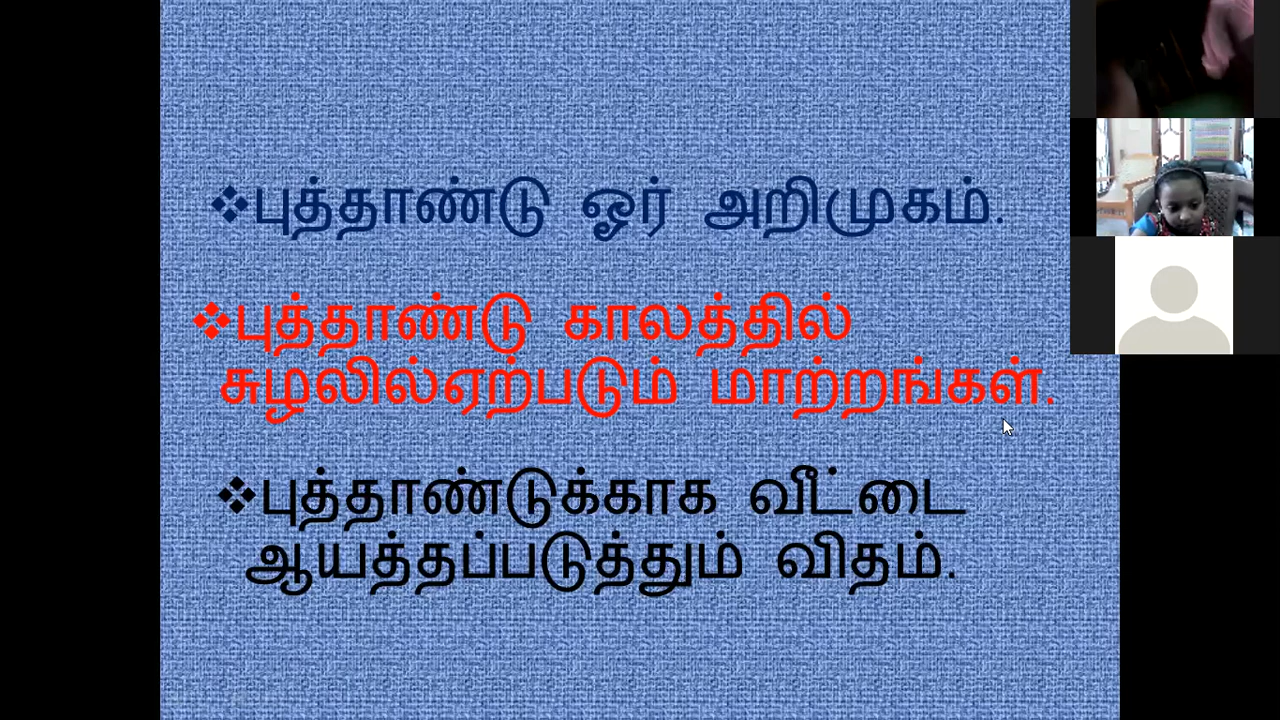 ❖புத்தாண்டு ஓர் அறிமுகம்.
❖புத்தாண்டு காலத்தில்
சுழலில்ஏற்படும் மாற்றங்கள்.
❖புத்தாண்டுக்காக வீட்டை
ஆயத்தப்படுத்தும் விதம்.